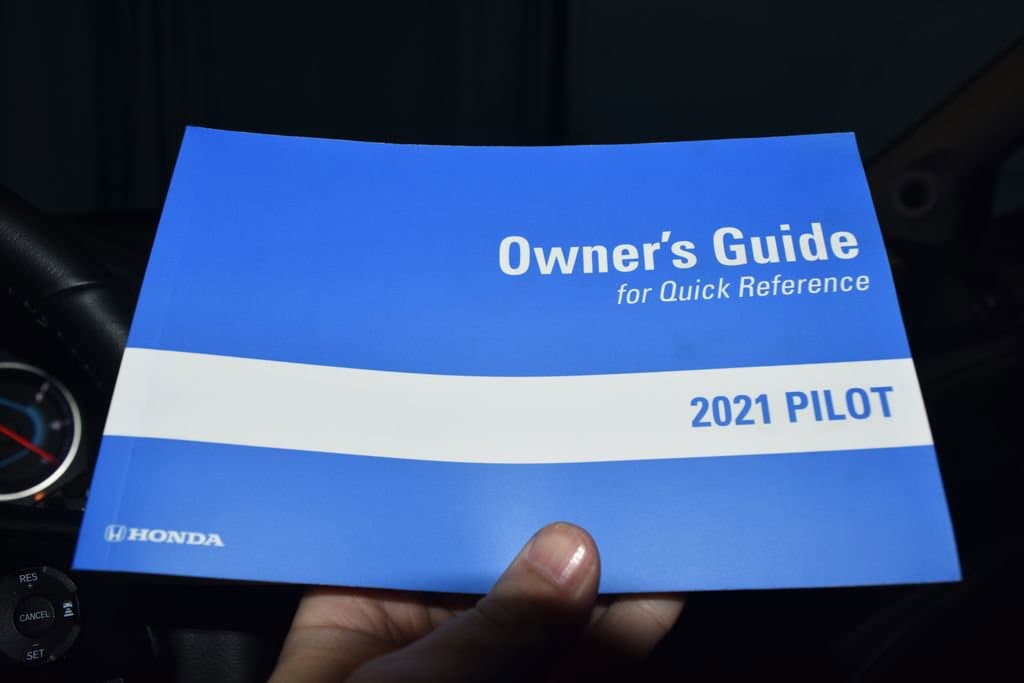 Owner's Guide
for Quick Reference
2021 PILOT
HONDA
RES
+
CANCEL
–
SET